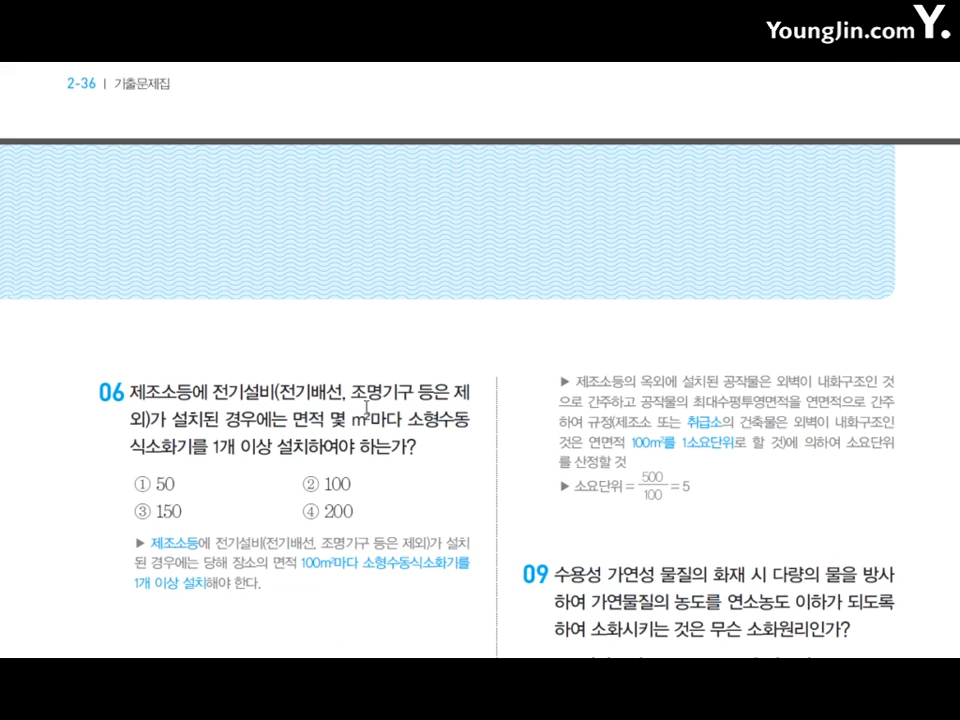 YoungJin.com Y.
2-36 | 기출문제집
06 제조소등에 전기설비(전기배선, 조명기구 등은 제
외)가 설치된 경우에는 면적 몇 m²마다 소형수동
식소화기를 1개 이상 설치하여야 하는가?
① 50 ② 100
③ 150 ④ 200
▶ 제조소등에 전기설비(전기배선, 조명기구 등은 제외)가 설치
된 경우에는 당해 장소의 면적 100m²마다 소형수동식소화기를
1개 이상 설치해야 한다.
▶ 제조소등의 옥외에 설치된 공작물은 외벽이 내화구조인 것
으로 간주하고 공작물의 최대수평투영면적을 연면적으로 간주
하여 규정(제조소 또는 취급소의 건축물은 외벽이 내화구조인
것은 연면적 100m²를 1소요단위로 할 것)에 의하여 소요단위
를 산정할 것
▶ 소요단위 = 500/100 = 5
09 수용성 가연성 물질의 화재 시 다량의 물을 방사
하여 가연물질의 농도를 연소농도 이하가 되도록
하여 소화시키는 것은 무슨 소화원리인가?